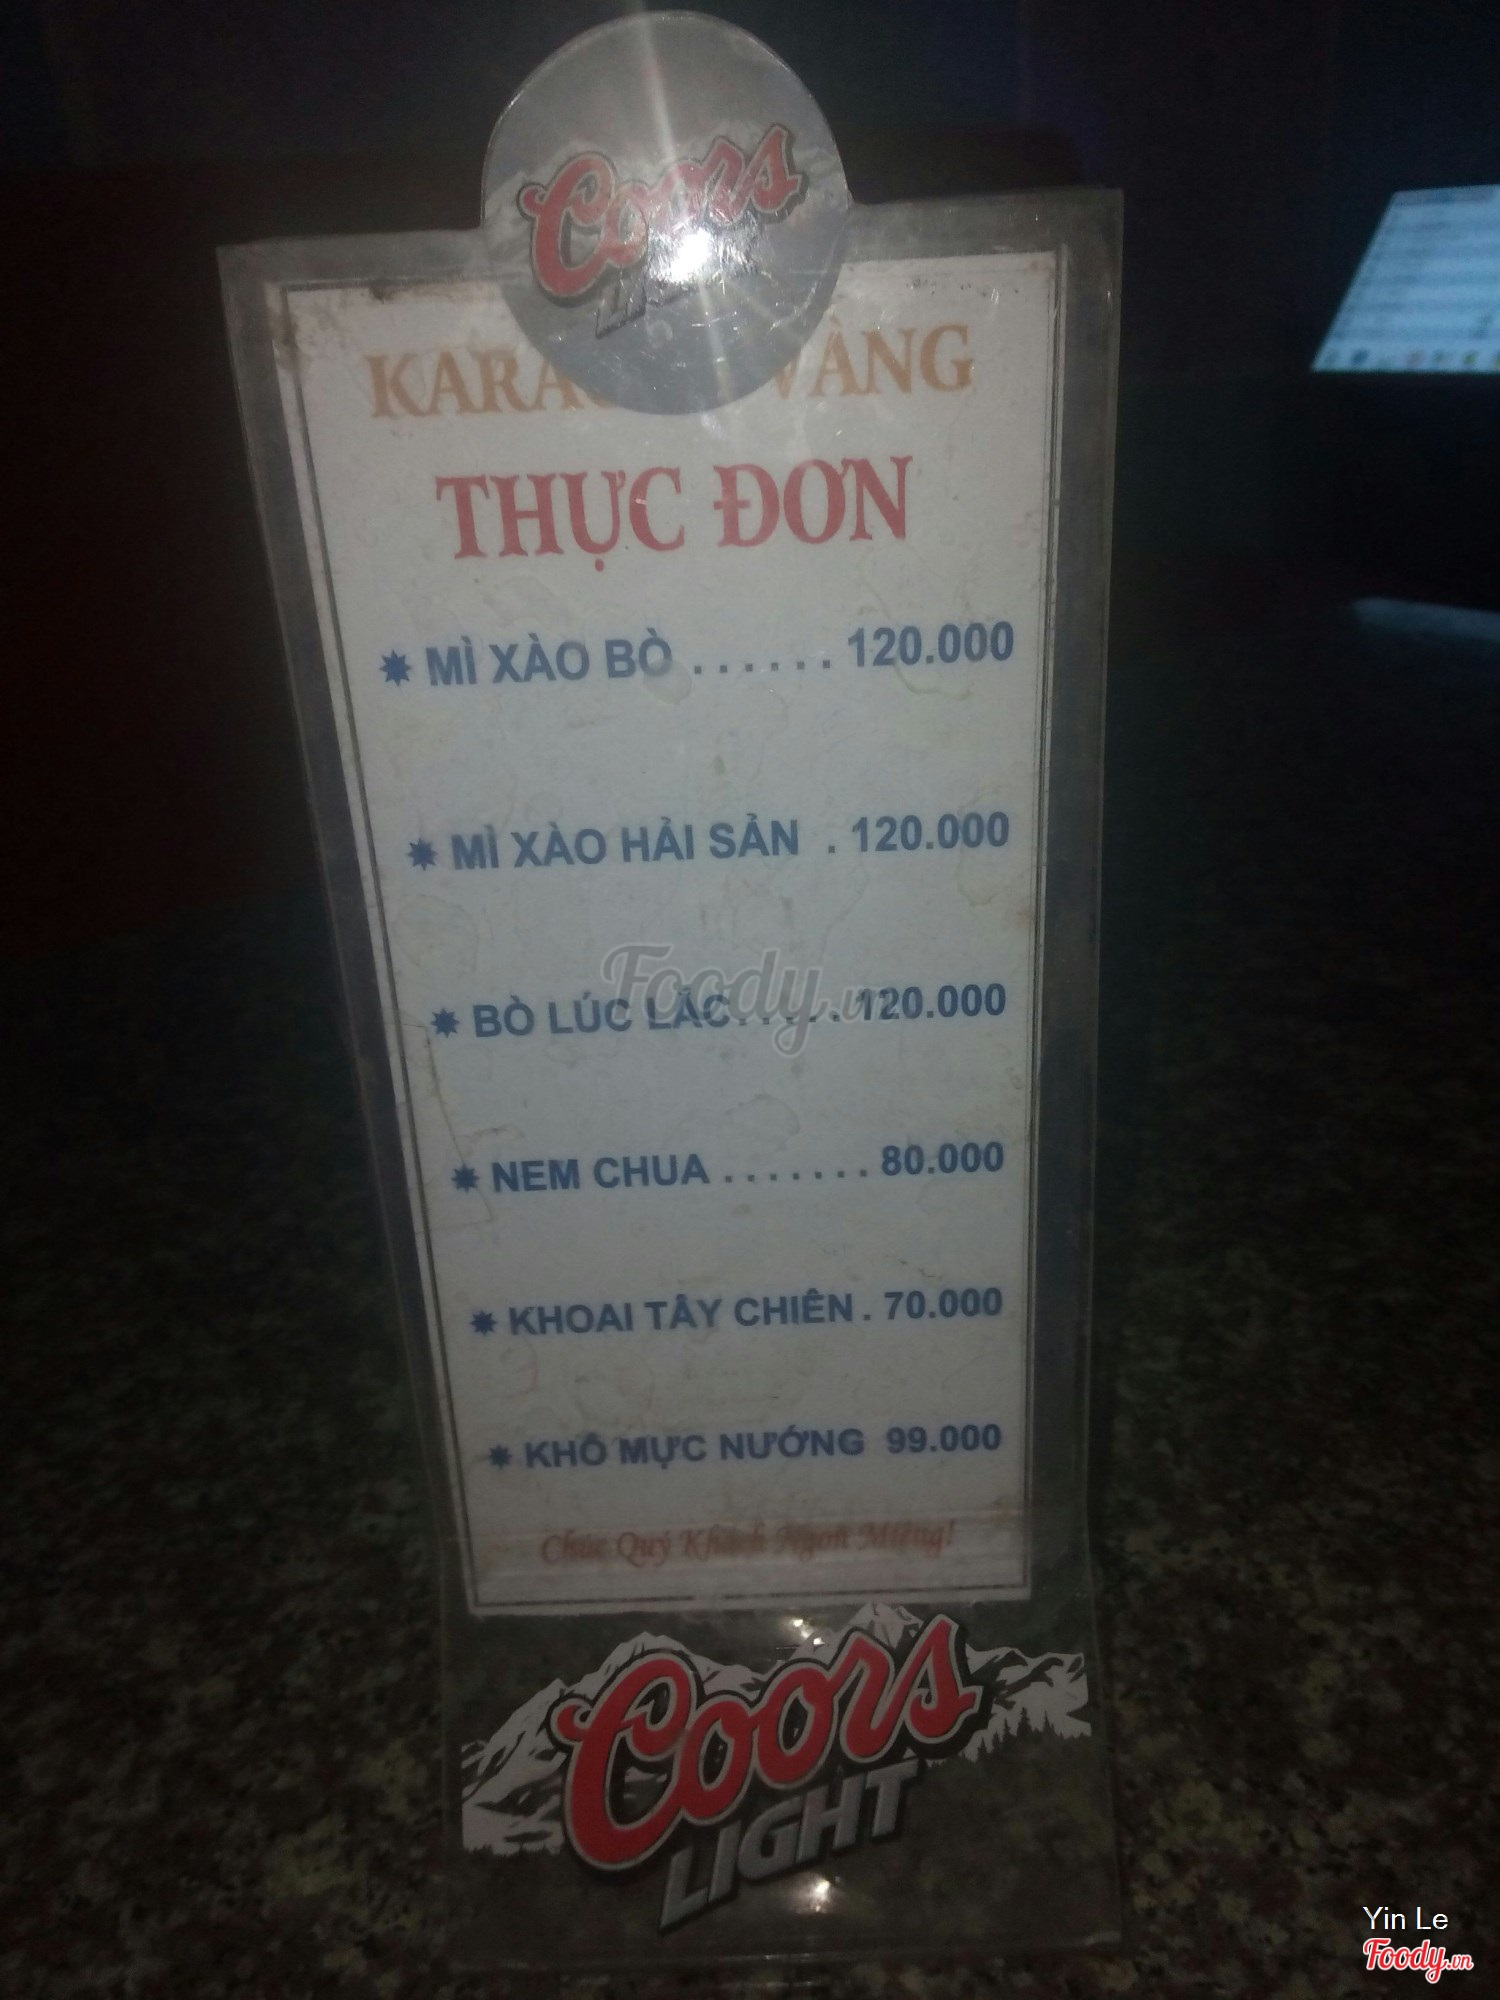 Coors
LIGHT
VÀNG
THỰC ĐƠN
MÌ XÀO BÒ ...... 120.000
MÌ XÀO HẢI SẢN . 120.000
BÒ LÚC LẮC..... 120.000
Foody.vn
NEM CHUA ....... 80.000
KHOAI TÂY CHIÊN . 70.000
KHÔ MỰC NƯỚNG 99.000
Chúc Quý Khách Ngon Miệng!
Coors
LIGHT
Yin Le
Foody.vn